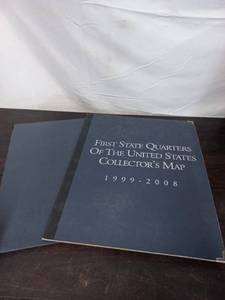 First State Quarters
Of The United States
Collector's Map
1999-2008